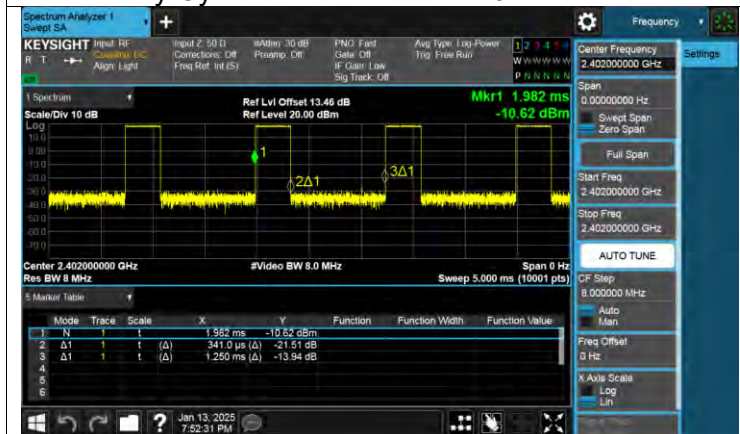 Spectrum Analyzer 1
Swept SA
Frequency
KEYSIGHT
R T
Input: RF
Coupling: DC
Align: Light
Input Z: 50 Ω
Corrections: Off
Freq Ref: Int (S)
#Atten: 30 dB
Preamp: Off
PNO: Fast
Gate: Off
IF Gain: Low
Sig Track: Off
Avg Type: Log-Power
Trig: Free Run
1 2 3 4 5 6
W W W W W W
P N N N N N
1 Spectrum
Scale/Div 10 dB
Ref Lvl Offset 13.46 dB
Ref Level 20.00 dBm
Mkr1 1.982 ms
-10.62 dBm
Log
1
2Δ1
3Δ1
Center 2.402000000 GHz
Res BW 8 MHz
#Video BW 8.0 MHz
Span 0 Hz
Sweep 5.000 ms (10001 pts)
5 Marker Table
Mode Trace Scale X Y Function Function Width Function Value
1 N 1 t 1.982 ms -10.62 dBm
2 Δ1 1 t (Δ) 341.0 µs (Δ) -21.51 dB
3 Δ1 1 t (Δ) 1.250 ms (Δ) -13.94 dB
4
5
6
Jan 13, 2025
7:52:31 PM
Center Frequency
2.402000000 GHz
Settings
Span
0.00000000 Hz
Swept Span
Zero Span
Full Span
Start Freq
2.402000000 GHz
Stop Freq
2.402000000 GHz
AUTO TUNE
CF Step
8.000000 MHz
Auto
Man
Freq Offset
0 Hz
X Axis Scale
Log
Lin